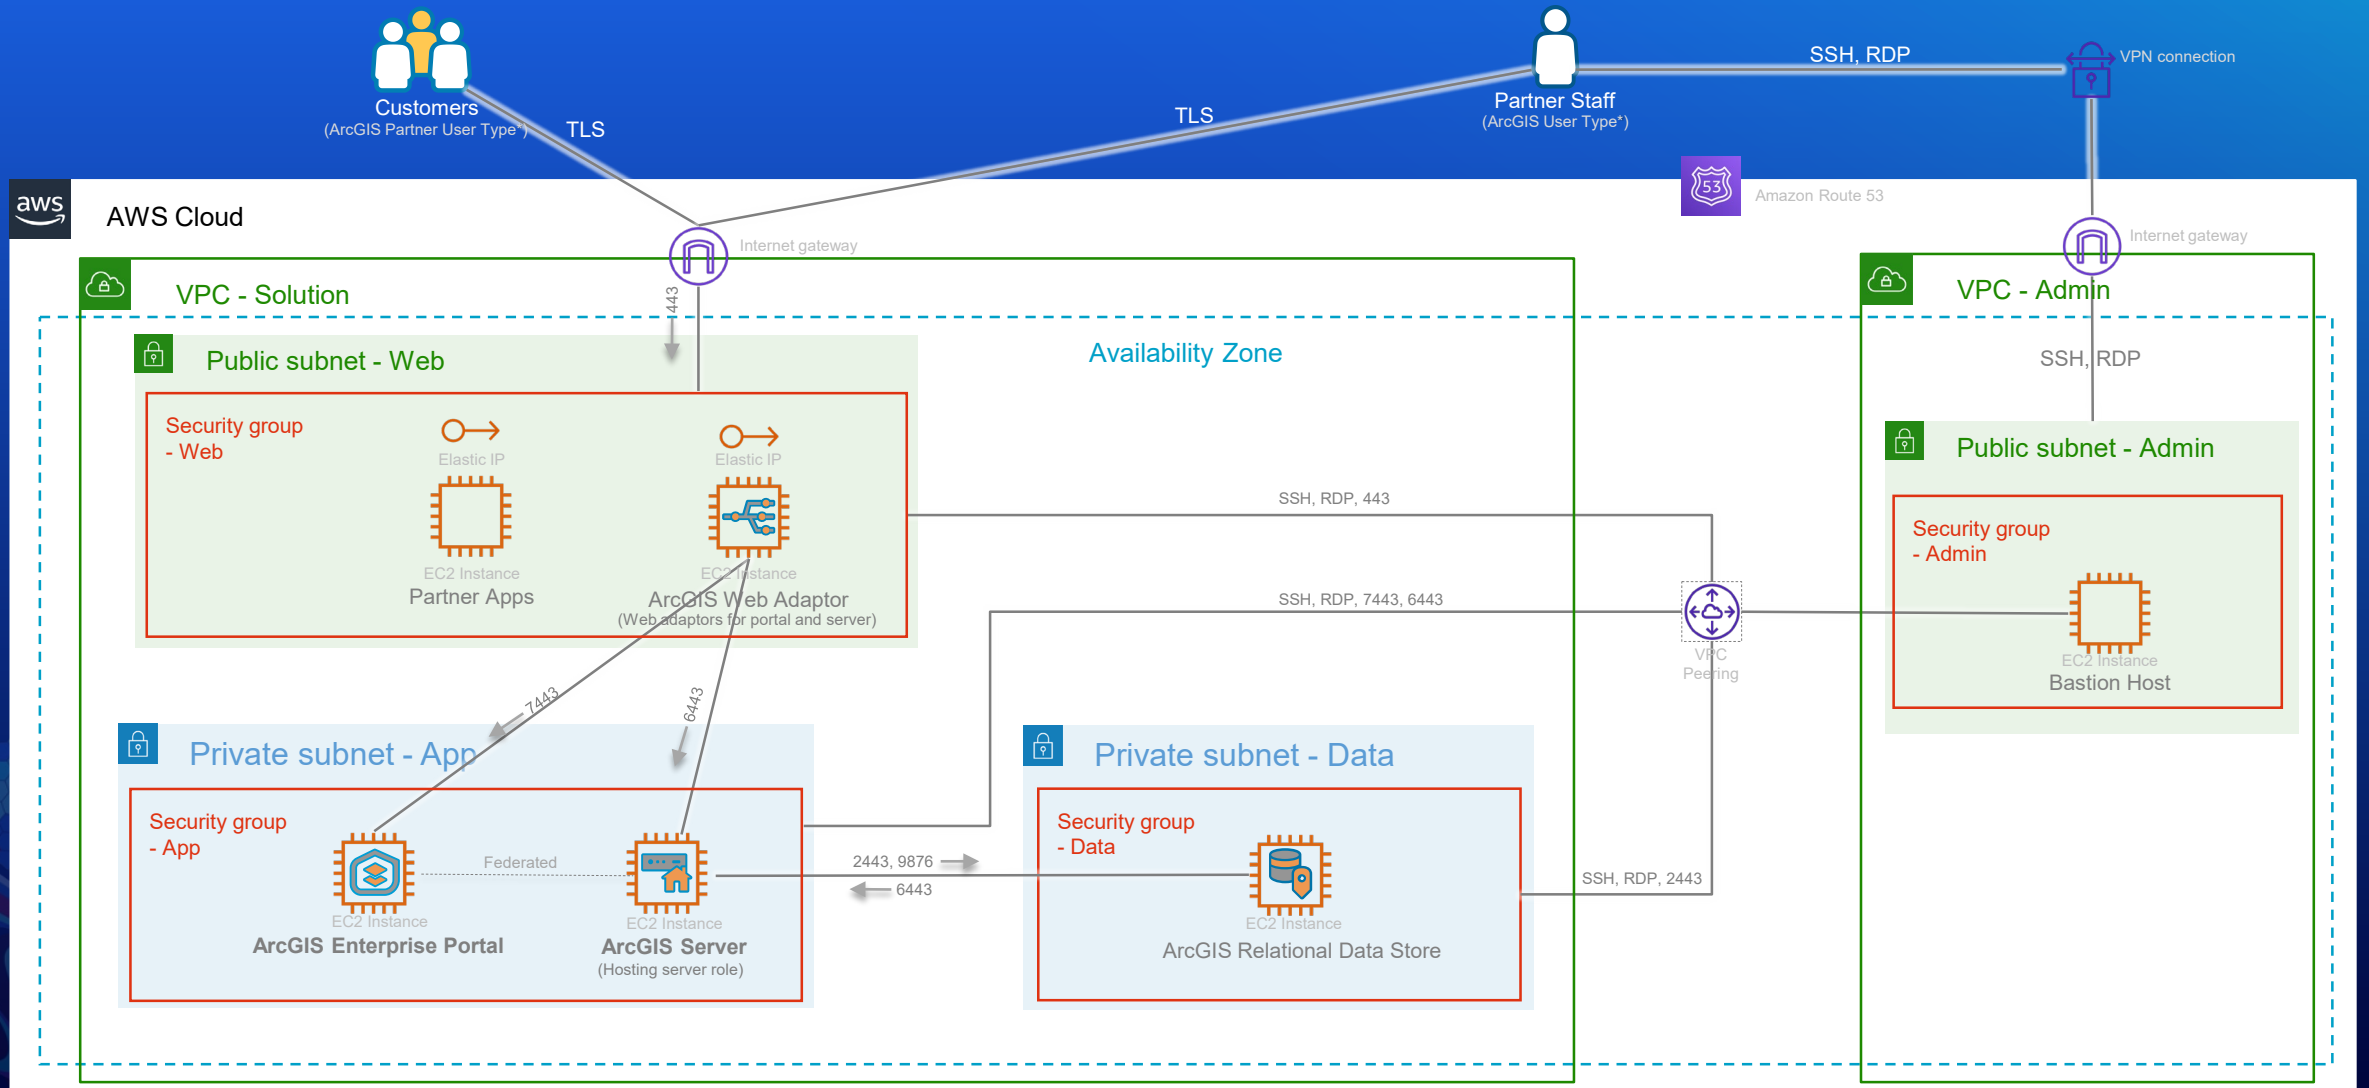 Customers
(ArcGIS Partner User Type*)
TLS
TLS
Partner Staff
(ArcGIS User Type*)
SSH, RDP
VPN connection
aws
AWS Cloud
53
Amazon Route 53
Internet gateway
Internet gateway
VPC - Solution
443
VPC - Admin
Public subnet - Web
Availability Zone
SSH, RDP
Security group
- Web
Elastic IP
Elastic IP
EC2 Instance
Partner Apps
EC2 Instance
ArcGIS Web Adaptor
(Web adaptors for portal and server)
SSH, RDP, 443
SSH, RDP, 7443, 6443
VPC
Peering
Public subnet - Admin
Security group
- Admin
EC2 Instance
Bastion Host
7443
6443
Private subnet - App
Security group
- App
Federated
EC2 Instance
ArcGIS Enterprise Portal
EC2 Instance
ArcGIS Server
(Hosting server role)
2443, 9876
6443
Private subnet - Data
Security group
- Data
EC2 Instance
ArcGIS Relational Data Store
SSH, RDP, 2443